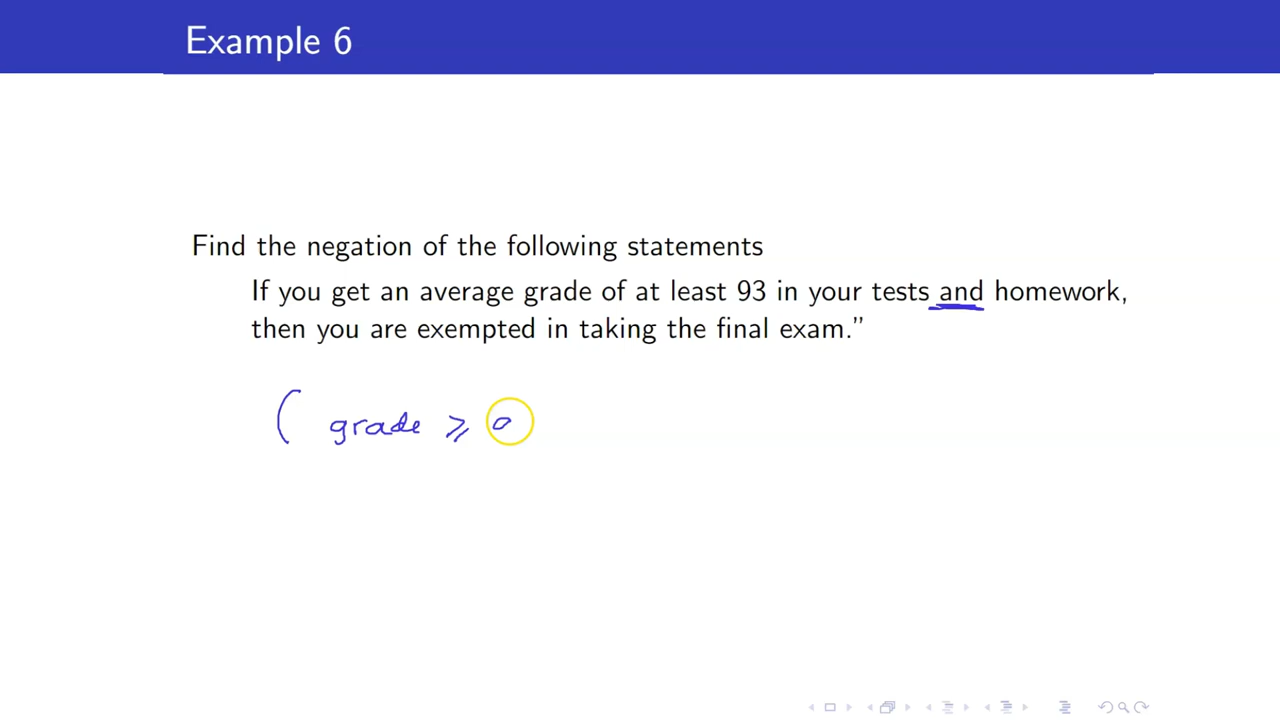 Example 6
Find the negation of the following statements
If you get an average grade of at least 93 in your tests and homework,
then you are exempted in taking the final exam.”
( grade ⩾